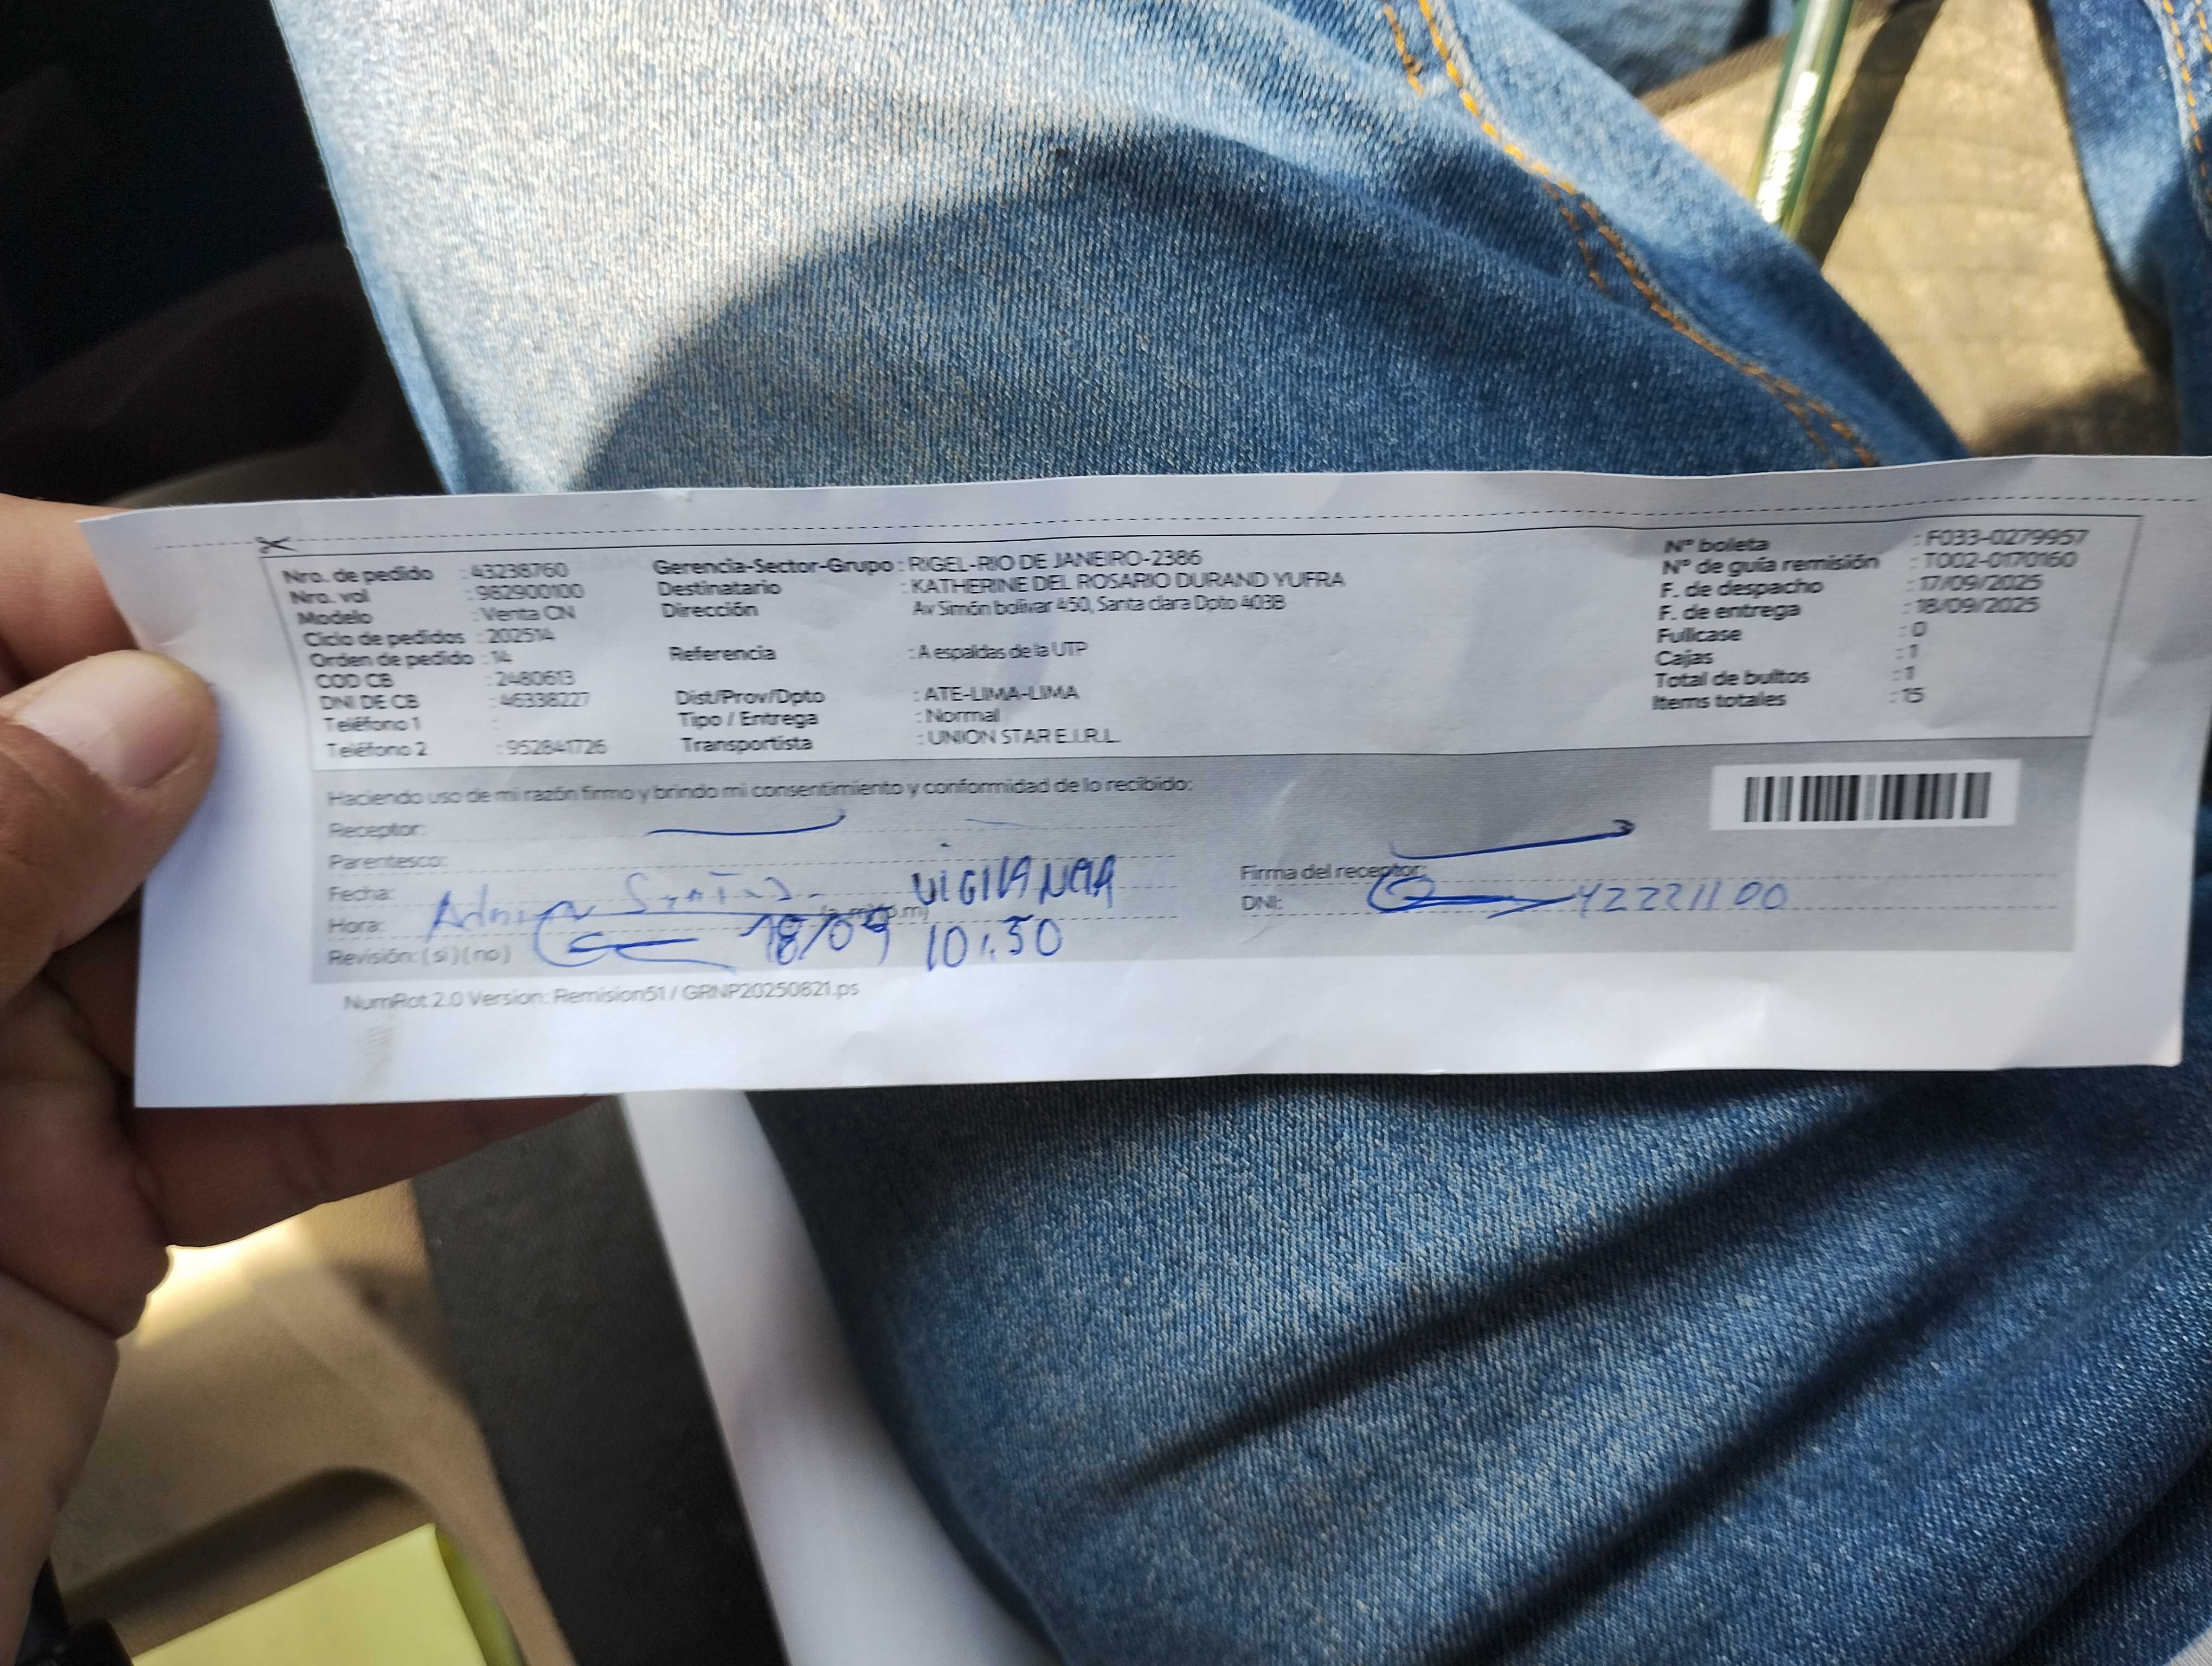 Nro. de pedido : 43238760
Nro. vol : 982900100
Modelo : Venta CN
Ciclo de pedidos : 202514
Orden de pedido : 14
COD CB : 2480613
DNI DE CB : 46338227
Teléfono 1 :
Teléfono 2 : 952841726
Gerencia-Sector-Grupo : RIGEL-RIO DE JANEIRO-2386
Destinatario : KATHERINE DEL ROSARIO DURAND YUFRA
Dirección Av Simón bolivar 450, Santa clara Dpto 403B
Referencia : A espaldas de la UTP
Dist/Prov/Dpto : ATE-LIMA-LIMA
Tipo / Entrega : Normal
Transportista : UNION STAR E.I.R.L.
N° boleta : F033-0279957
N° de guía remisión : T002-0170160
F. de despacho : 17/09/2025
F. de entrega : 18/09/2025
Fullcase : 0
Cajas : 1
Total de bultos : 1
Items totales : 15
Haciendo uso de mi razón firmo y brindo mi consentimiento y conformidad de lo recibido:
Receptor:
Parentesco:
Fecha: VIGILANCIA
Hora: 18/09 10:50
Revisión: ( si ) ( no )
Firma del receptor:
DNI: 42221100
NumRot 2.0 Version: Remision51 / GRNP20250821.ps